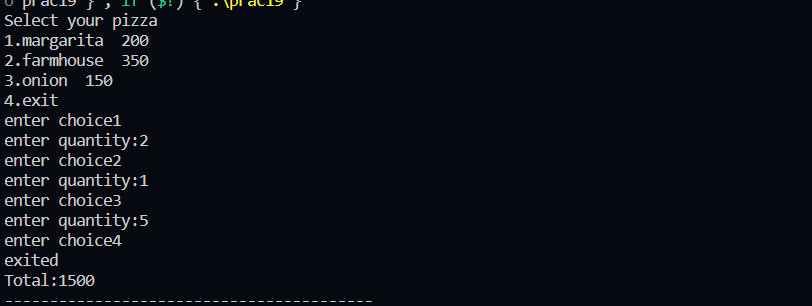 o prac19 } ; if ($?) { .\prac19 }
Select your pizza
1.margarita  200
2.farmhouse  350
3.onion  150
4.exit
enter choice1
enter quantity:2
enter choice2
enter quantity:1
enter choice3
enter quantity:5
enter choice4
exited
Total:1500
-----------------------------------------